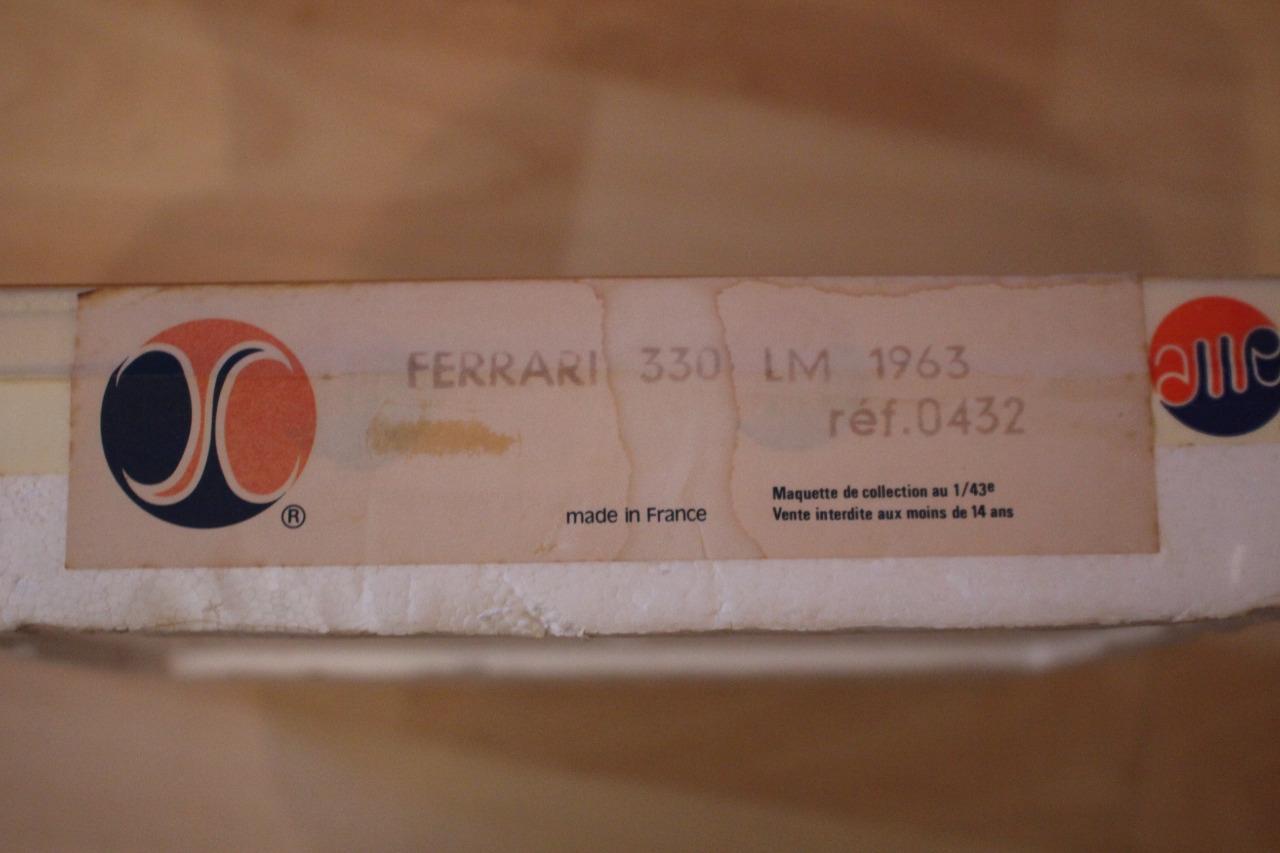 FERRARI 330 LM 1963
réf.0432
made in France
Maquette de collection au 1/43e
Vente interdite aux moins de 14 ans
®